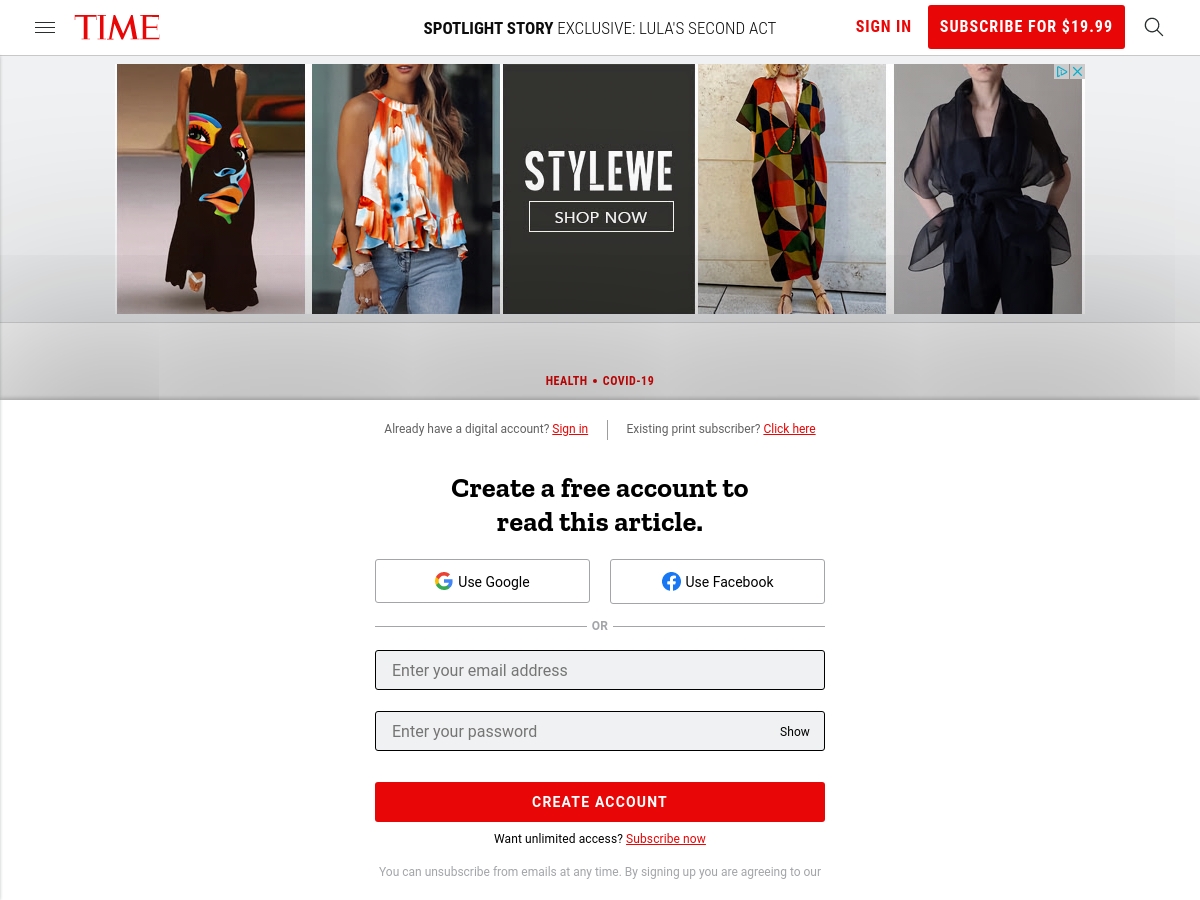 TIME
SPOTLIGHT STORY EXCLUSIVE: LULA'S SECOND ACT
SIGN IN
SUBSCRIBE FOR $19.99
STYLEWE
SHOP NOW
HEALTH • COVID-19
Already have a digital account? Sign in
Existing print subscriber? Click here
Create a free account to
read this article.
Use Google
Use Facebook
OR
Enter your email address
Enter your password
Show
CREATE ACCOUNT
Want unlimited access? Subscribe now
You can unsubscribe from emails at any time. By signing up you are agreeing to our